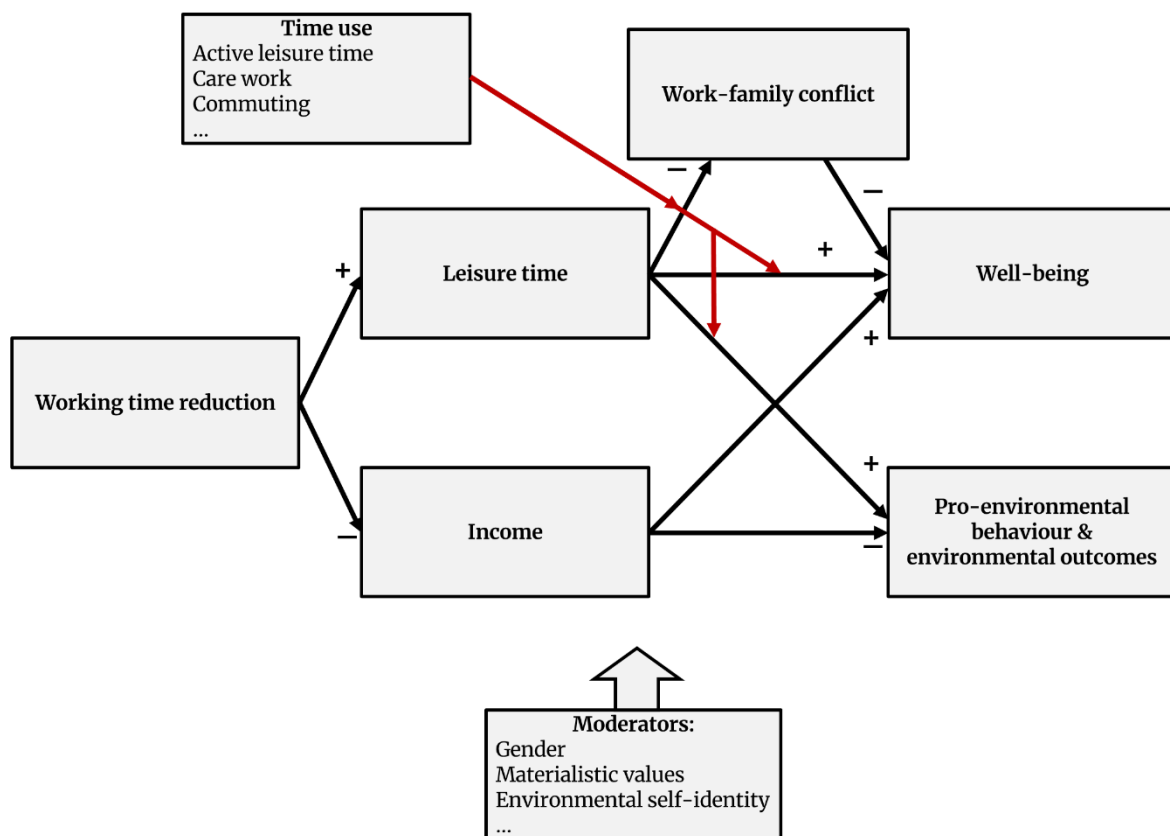 Time use
Active leisure time
Care work
Commuting
...
Work-family conflict
–
–
+
+
Leisure time
Well-being
+
Working time reduction
+
–
Income
–
Pro-environmental
behaviour &
environmental outcomes
Moderators:
Gender
Materialistic values
Environmental self-identity
...